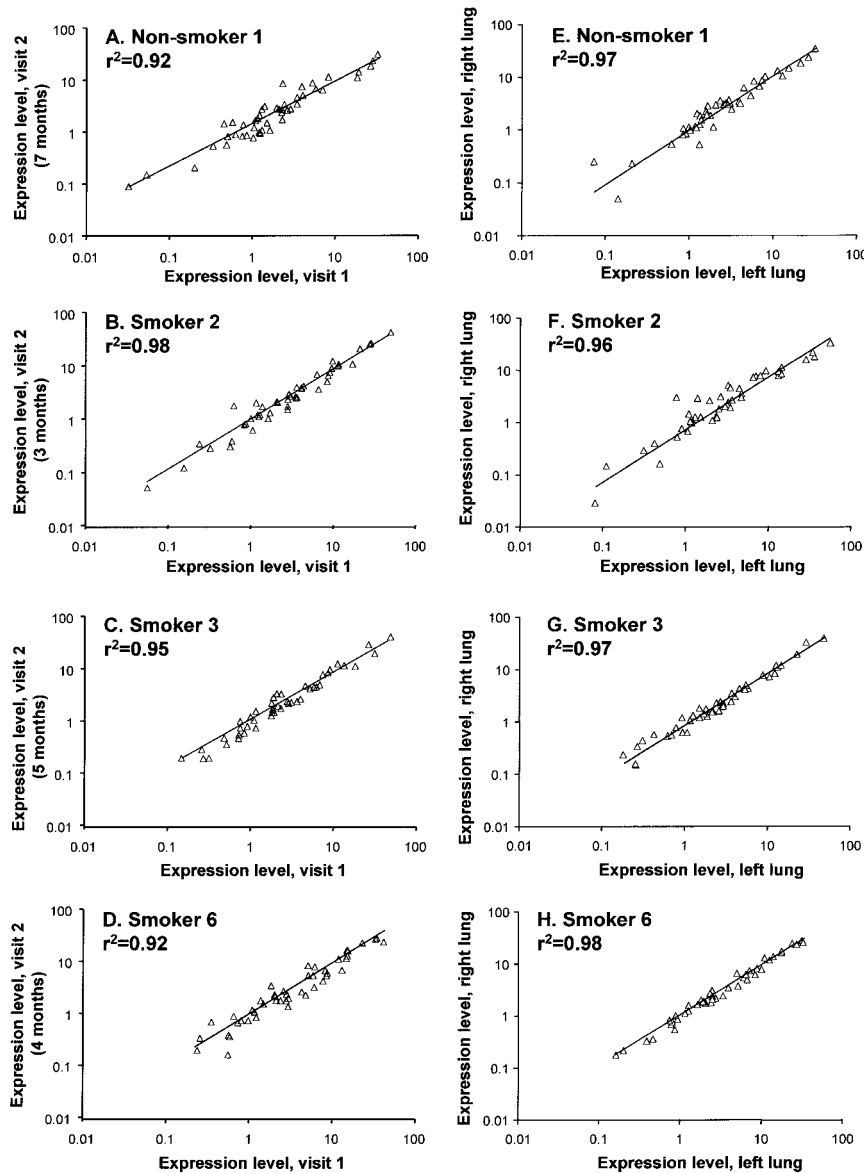 A. Non-smoker 1
r²=0.92
Expression level, visit 2
(7 months)
100
10
1
0.1
0.01
0.01 0.1 1 10 100
Expression level, visit 1
E. Non-smoker 1
r²=0.97
Expression level, right lung
100
10
1
0.1
0.01
0.01 0.1 1 10 100
Expression level, left lung
B. Smoker 2
r²=0.98
Expression level, visit 2
(3 months)
100
10
1
0.1
0.01
0.01 0.1 1 10 100
Expression level, visit 1
F. Smoker 2
r²=0.96
Expression level, right lung
100
10
1
0.1
0.01
0.01 0.1 1 10 100
Expression level, left lung
C. Smoker 3
r²=0.95
Expression level, visit 2
(5 months)
100
10
1
0.1
0.01
0.01 0.1 1 10 100
Expression level, visit 1
G. Smoker 3
r²=0.97
Expression level, right lung
100
10
1
0.1
0.01
0.01 0.1 1 10 100
Expression level, left lung
D. Smoker 6
r²=0.92
Expression level, visit 2
(4 months)
100
10
1
0.1
0.01
0.01 0.1 1 10 100
Expression level, visit 1
H. Smoker 6
r²=0.98
Expression level, right lung
100
10
1
0.1
0.01
0.01 0.1 1 10 100
Expression level, left lung